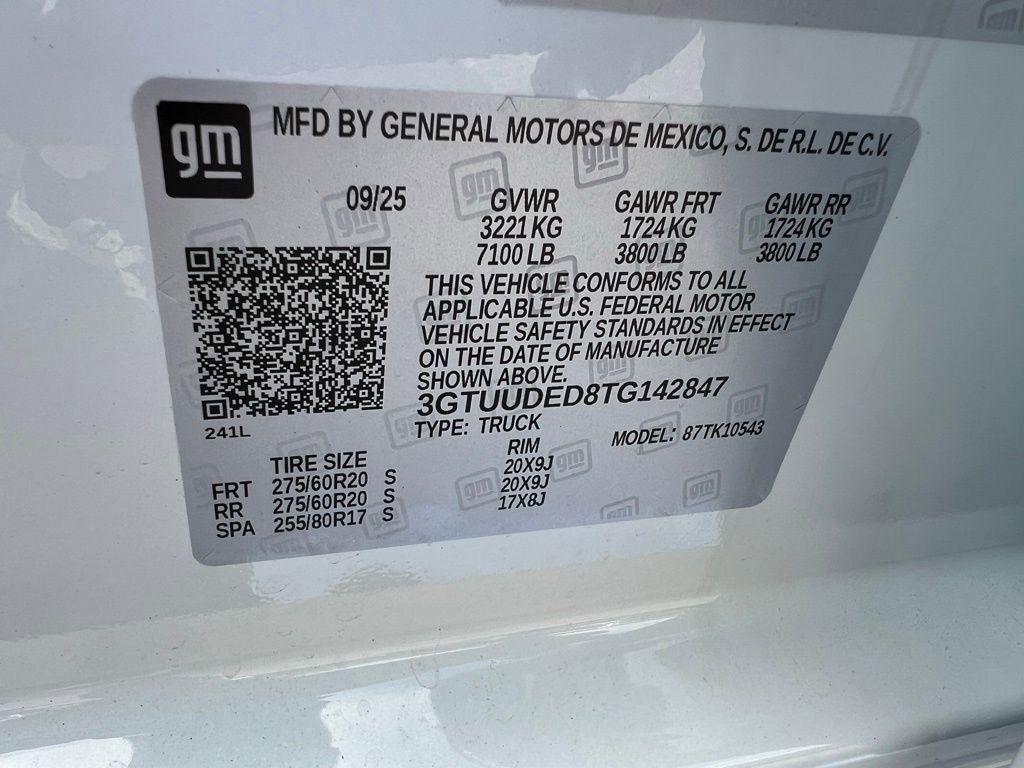 gm
MFD BY GENERAL MOTORS DE MEXICO, S. DE R.L. DE C.V.
09/25 GVWR GAWR FRT GAWR RR
3221 KG 1724 KG 1724 KG
7100 LB 3800 LB 3800 LB
THIS VEHICLE CONFORMS TO ALL
APPLICABLE U.S. FEDERAL MOTOR
VEHICLE SAFETY STANDARDS IN EFFECT
ON THE DATE OF MANUFACTURE
SHOWN ABOVE.
3GTUUDED8TG142847
241L
TYPE: TRUCK MODEL: 87TK10543
TIRE SIZE RIM
FRT 275/60R20 S 20X9J
RR 275/60R20 S 20X9J
SPA 255/80R17 S 17X8J